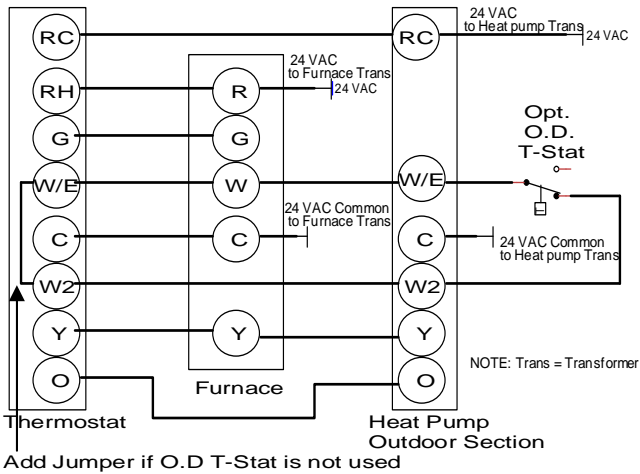 24 VAC
to Heat pump Trans
RC
RC
24 VAC
24 VAC
to Furnace Trans
RH
R
24 VAC
Opt.
O.D.
T-Stat
G
G
W/E
W
W/E
24 VAC Common
to Furnace Trans
C
C
C
24 VAC Common
to Heat pump Trans
W2
W2
Y
Y
Y
NOTE: Trans = Transformer
O
O
Furnace
Thermostat
Heat Pump
Outdoor Section
Add Jumper if O.D T-Stat is not used